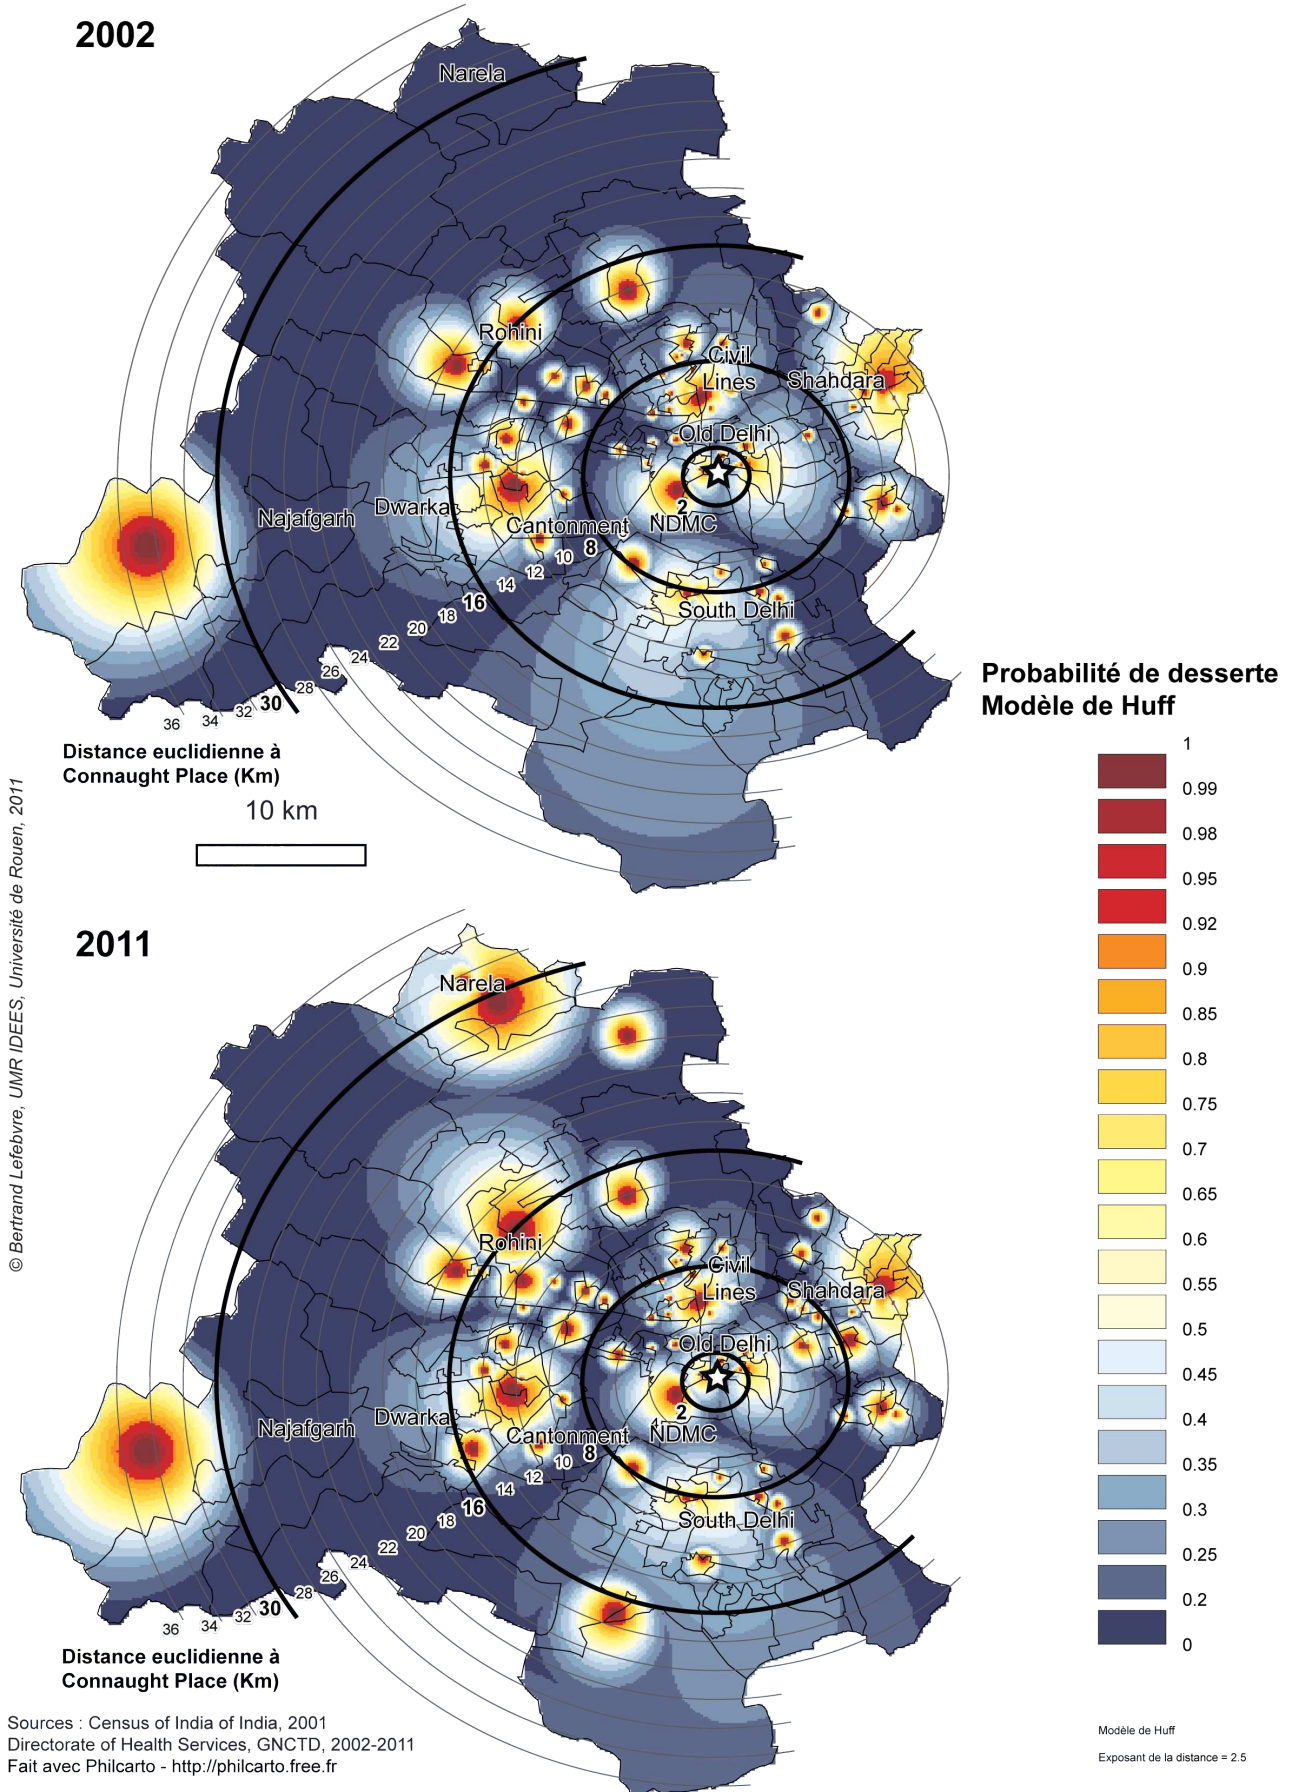 2002
Narela
Rohini
Civil
Lines
Shahdara
Old Delhi
Dwarka
Najafgarh
Cantonment
NDMC
2
8
10
12
14
16
18
20
22
24
26
28
30
32
34
36
South Delhi
Distance euclidienne à
Connaught Place (Km)
10 km
Probabilité de desserte
Modèle de Huff
1
0.99
0.98
0.95
0.92
0.9
0.85
0.8
0.75
0.7
0.65
0.6
0.55
0.5
0.45
0.4
0.35
0.3
0.25
0.2
0
© Bertrand Lefebvre, UMR IDEES, Université de Rouen, 2011
2011
Narela
Rohini
Civil
Lines
Shahdara
Old Delhi
Dwarka
Najafgarh
Cantonment
NDMC
2
4
8
10
12
14
16
18
20
22
24
26
28
30
32
34
36
South Delhi
Distance euclidienne à
Connaught Place (Km)
Sources : Census of India of India, 2001
Directorate of Health Services, GNCTD, 2002-2011
Fait avec Philcarto - http://philcarto.free.fr
Modèle de Huff
Exposant de la distance = 2.5